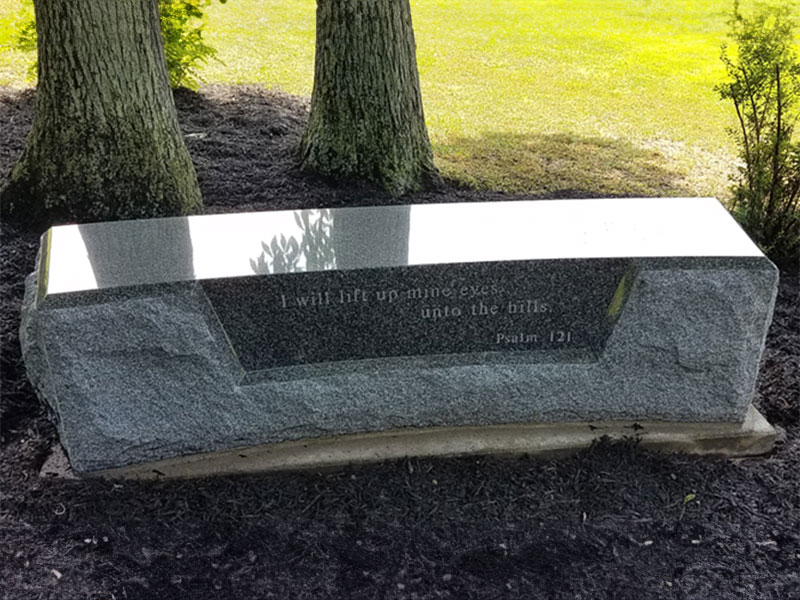 I will lift up mine eyes,
unto the hills.
Psalm 121